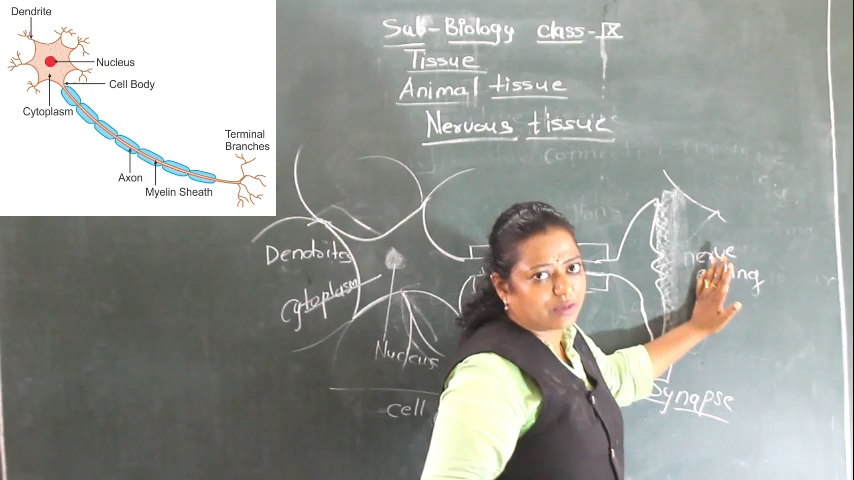 Dendrite
Nucleus
Cell Body
Cytoplasm
Terminal
Branches
Axon
Myelin Sheath
Sub-Biology class-IX
Tissue
Animal tissue
Nervous tissue
Dendrites
Cytoplasm
Nucleus
cell
nerve
Synapse